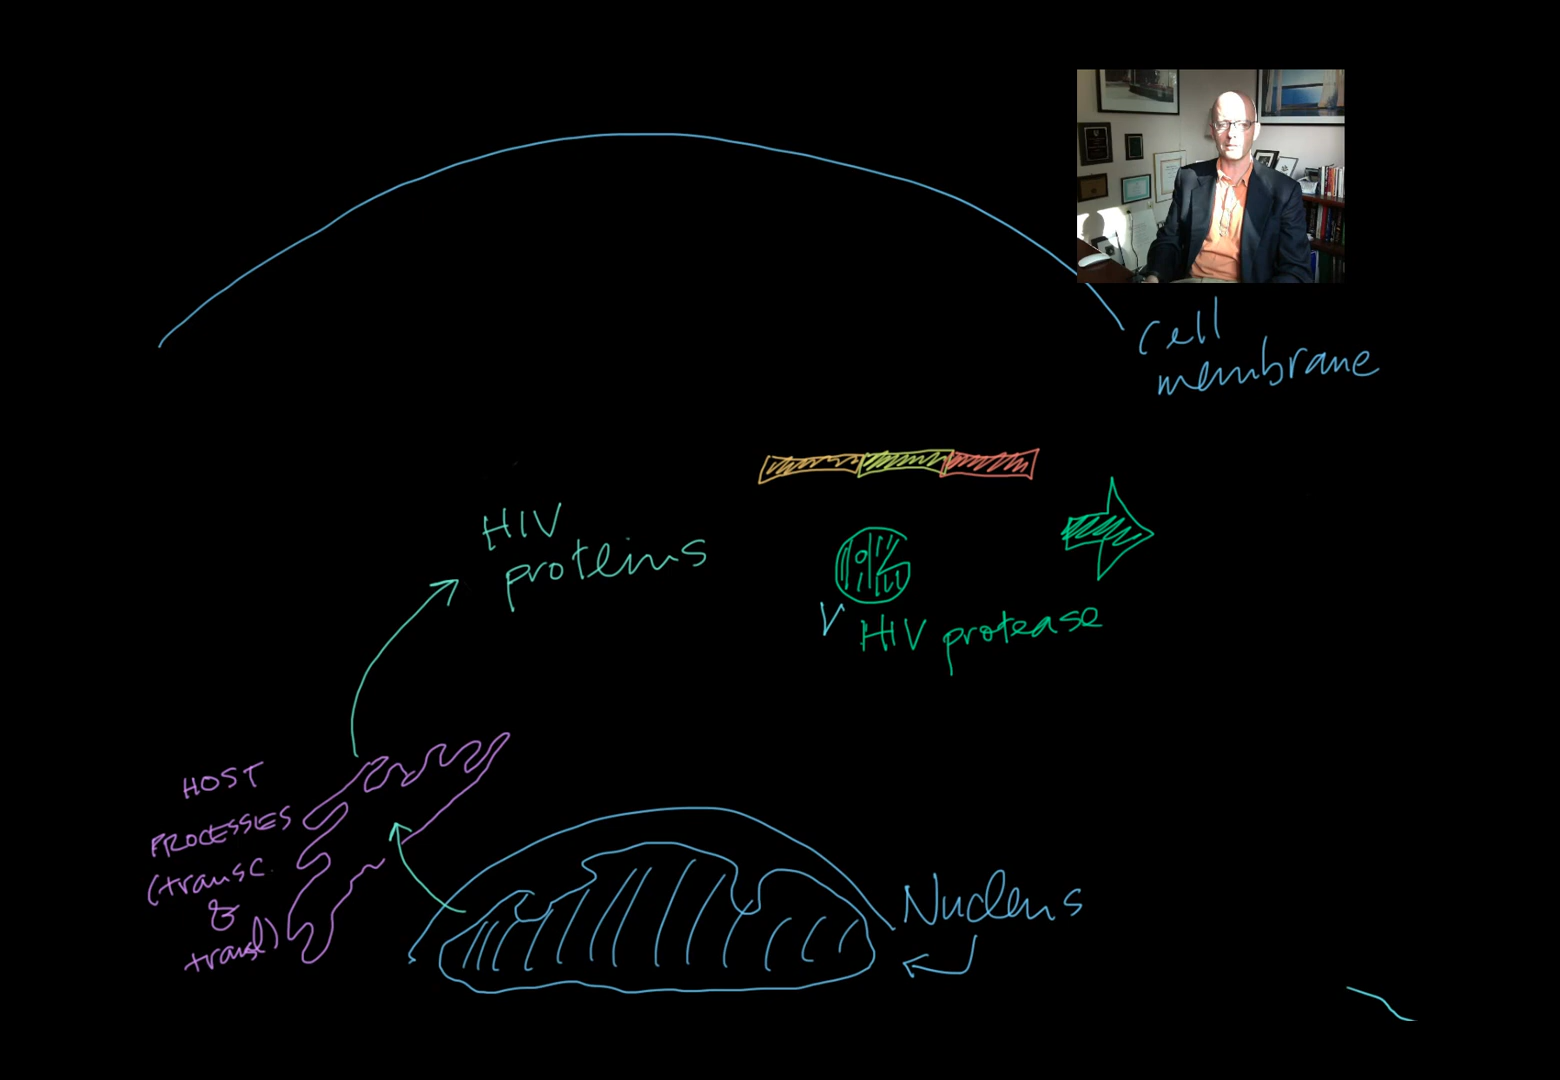 cell
membrane
HIV
proteins
HIV protease
HOST
PROCESSES
(transc.
&
transl)
Nucleus